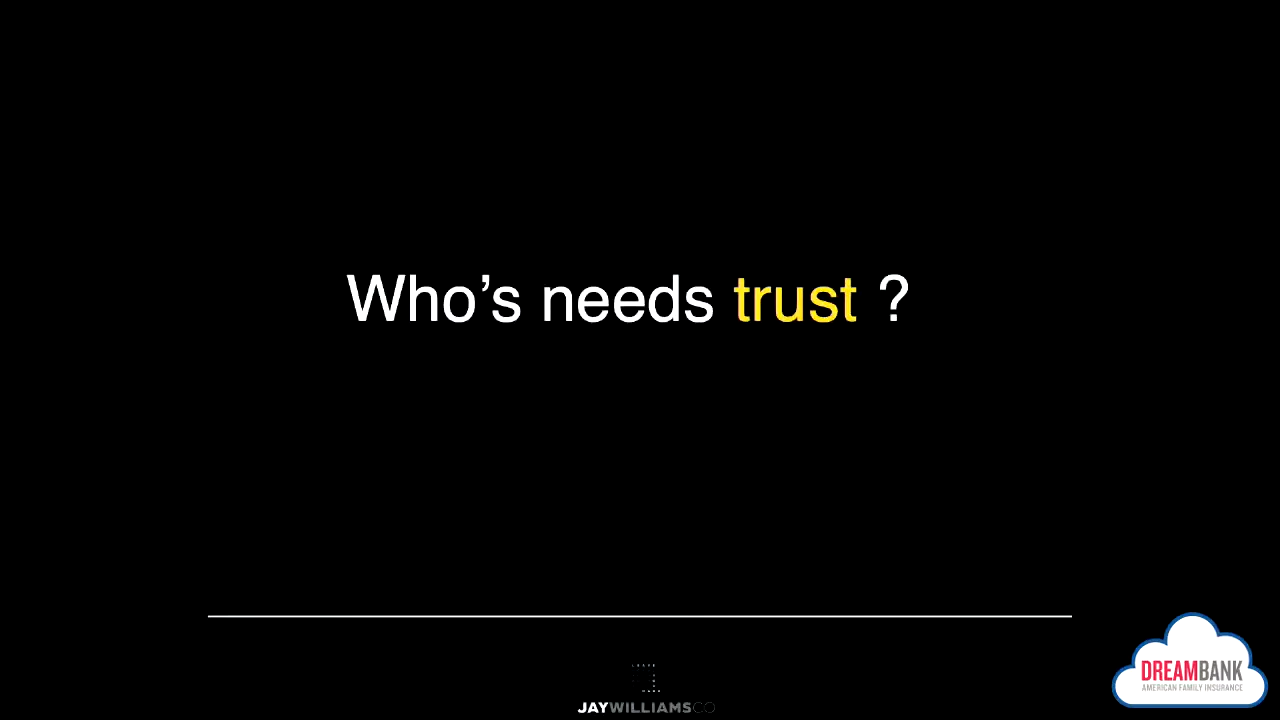 Who’s needs trust ?
JAYWILLIAMSCO
DREAMBANK
AMERICAN FAMILY INSURANCE